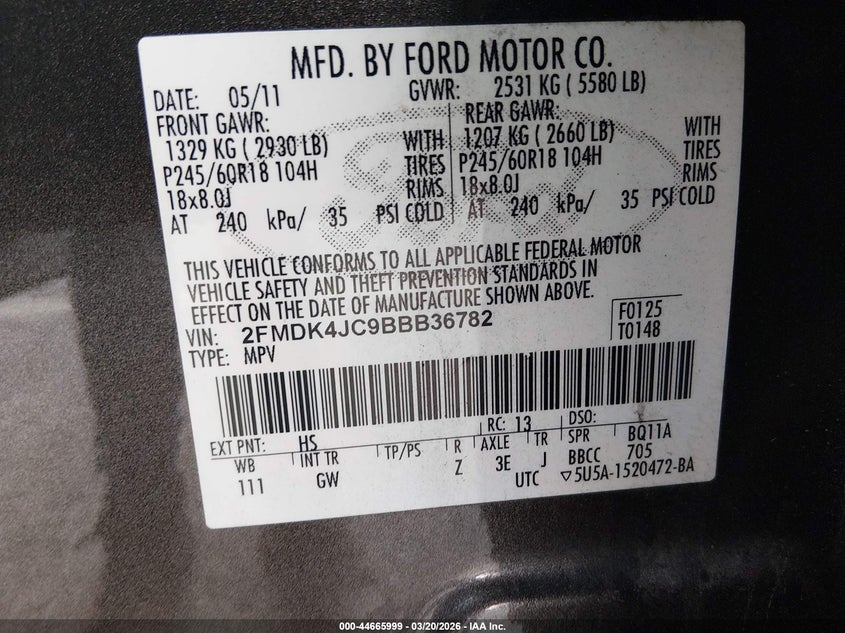 MFD. BY FORD MOTOR CO.
DATE: 05/11 GVWR: 2531 KG ( 5580 LB)
FRONT GAWR: REAR GAWR:
1329 KG ( 2930 LB) WITH 1207 KG ( 2660 LB) WITH
P245/60R18 104H TIRES P245/60R18 104H TIRES
18x8.0J RIMS 18x8.0J RIMS
AT 240 kPa/ 35 PSI COLD AT 240 kPa/ 35 PSI COLD
THIS VEHICLE CONFORMS TO ALL APPLICABLE FEDERAL MOTOR
VEHICLE SAFETY AND THEFT PREVENTION STANDARDS IN
EFFECT ON THE DATE OF MANUFACTURE SHOWN ABOVE.
VIN: 2FMDK4JC9BBB36782 F0125
TYPE: MPV T0148
EXT PNT: HS RC: 13 DSO:
WB INT TR TP/PS R AXLE TR SPR BQ11A
111 GW Z 3E J BBCC 705
UTC ▽5U5A-1520472-BA
Ford
000-44665999 — 03/20/2026 — IAA Inc.